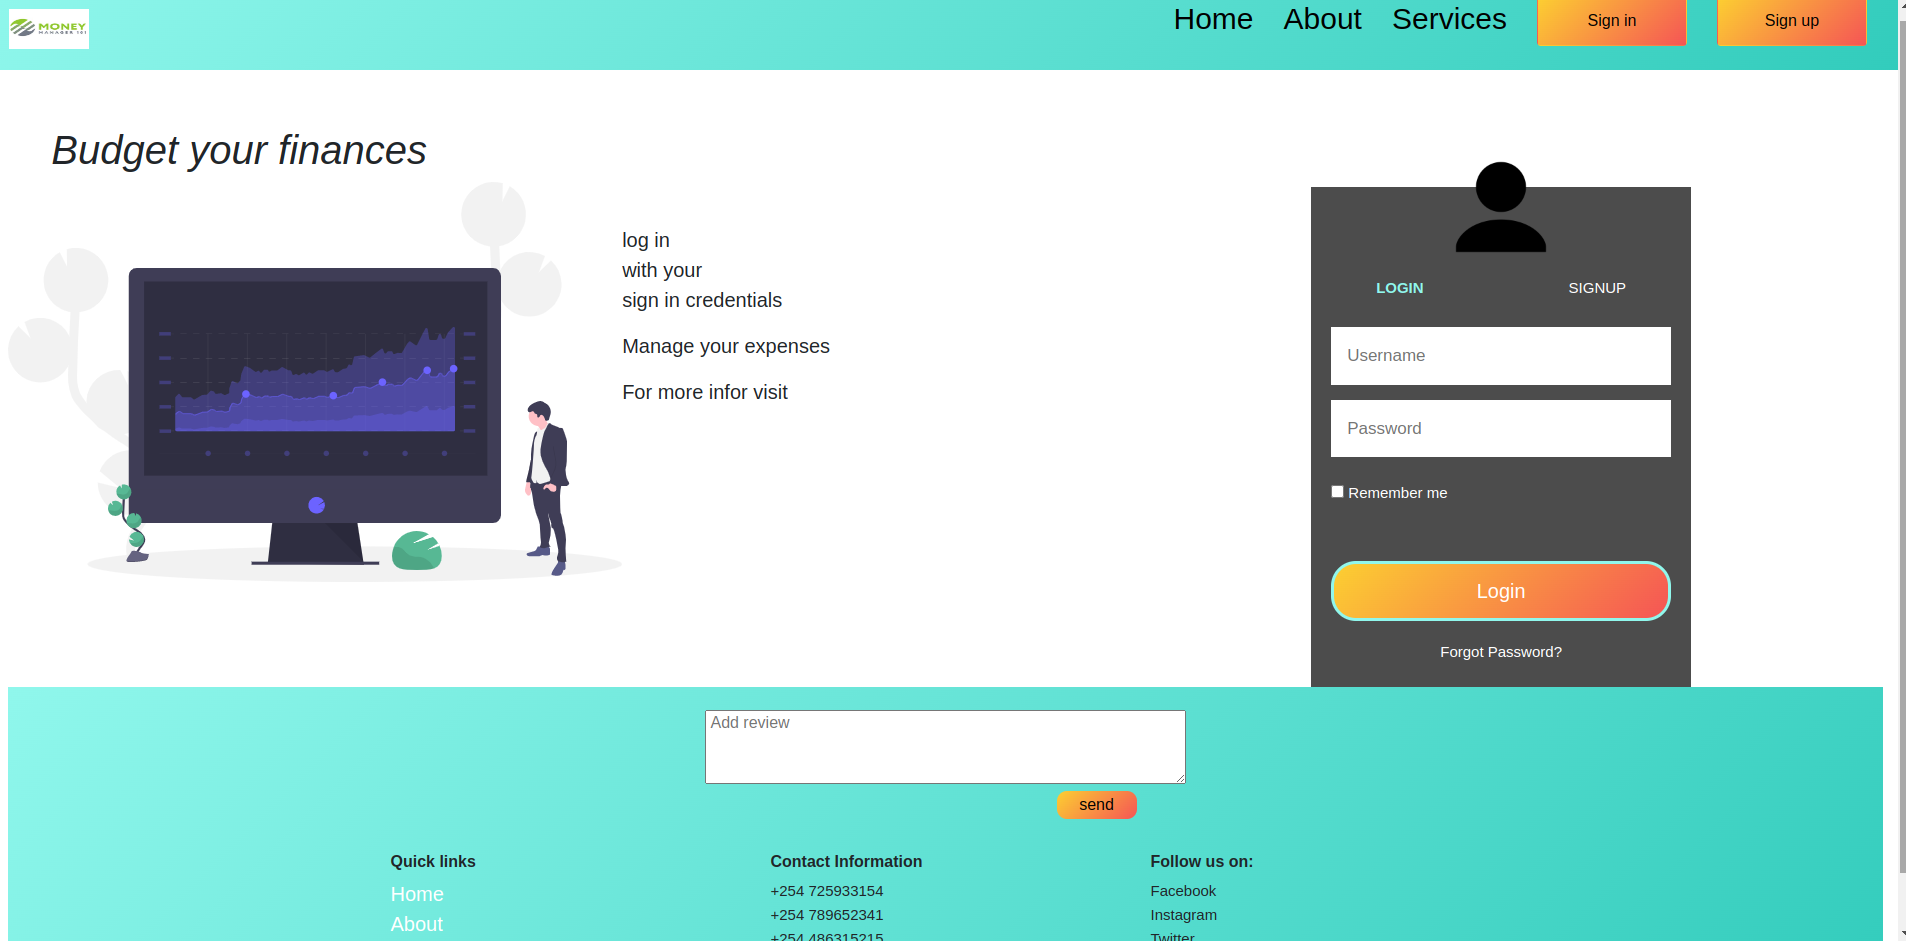 MONEY
MANAGER 101
Home About Services Sign in Sign up
Budget your finances
log in
with your
sign in credentials
Manage your expenses
For more infor visit
LOGIN SIGNUP
Username
Password
Remember me
Login
Forgot Password?
Add review
send
Quick links
Home
About
Contact Information
+254 725933154
+254 789652341
+254 486315215
Follow us on:
Facebook
Instagram
Twitter